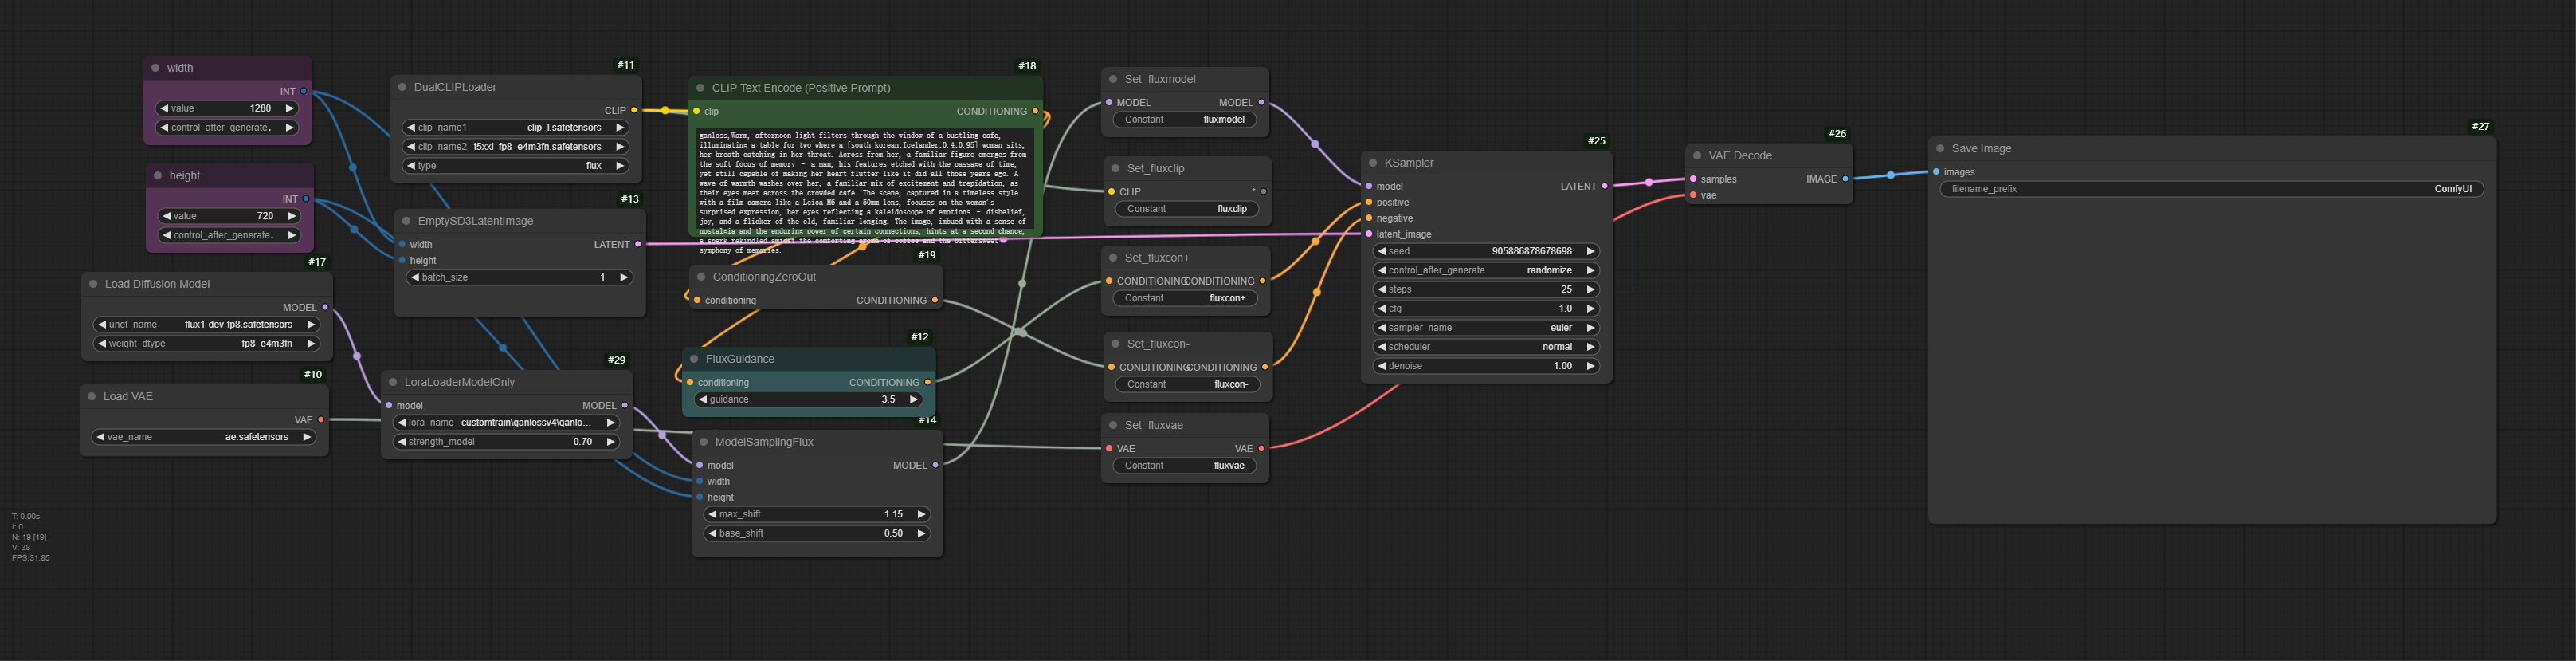 width
INT
value 1280
control_after_generate.
height
INT
value 720
control_after_generate.
#17
Load Diffusion Model
MODEL
unet_name flux1-dev-fp8.safetensors
weight_dtype fp8_e4m3fn
#10
Load VAE
VAE
vae_name ae.safetensors
#11
DualCLIPLoader
CLIP
clip_name1 clip_l.safetensors
clip_name2 t5xxl_fp8_e4m3fn.safetensors
type flux
#13
EmptySD3LatentImage
width LATENT
height
batch_size 1
#29
LoraLoaderModelOnly
model MODEL
lora_name customtrain\ganlossv4\ganlo...
strength_model 0.70
#18
CLIP Text Encode (Positive Prompt)
clip CONDITIONING
ganloss,Warm, afternoon light filters through the window of a bustling cafe,
illuminating a table for two where a [south korean:Icelander:0.4:0.95] woman sits,
her breath catching in her throat. Across from her, a familiar figure emerges from
the soft focus of memory – a man, his features etched with the passage of time,
yet still capable of making her heart flutter like it did all those years ago. A
wave of warmth washes over her, a familiar mix of excitement and trepidation, as
their eyes meet across the crowded cafe. The scene, captured in a timeless style
with a film camera like a Leica M6 and a 50mm lens, focuses on the woman's
surprised expression, her eyes reflecting a kaleidoscope of emotions – disbelief,
joy, and a flicker of the old, familiar longing. The image, imbued with a sense of
nostalgia and the enduring power of certain connections, hints at a second chance,
a spark rekindled amidst the comforting aroma of coffee and the bittersweet
symphony of memories.
#19
ConditioningZeroOut
conditioning CONDITIONING
#12
FluxGuidance
conditioning CONDITIONING
guidance 3.5
#14
ModelSamplingFlux
model MODEL
width
height
max_shift 1.15
base_shift 0.50
Set_fluxmodel
MODEL MODEL
Constant fluxmodel
Set_fluxclip
CLIP *
Constant fluxclip
Set_fluxcon+
CONDITIONING CONDITIONING
Constant fluxcon+
Set_fluxcon-
CONDITIONING CONDITIONING
Constant fluxcon-
Set_fluxvae
VAE VAE
Constant fluxvae
#25
KSampler
model LATENT
positive
negative
latent_image
seed 905886878678698
control_after_generate randomize
steps 25
cfg 1.0
sampler_name euler
scheduler normal
denoise 1.00
#26
VAE Decode
samples IMAGE
vae
#27
Save Image
images
filename_prefix ComfyUI
T: 0.00s
I: 0
N: 19 [19]
V: 38
FPS:31.85